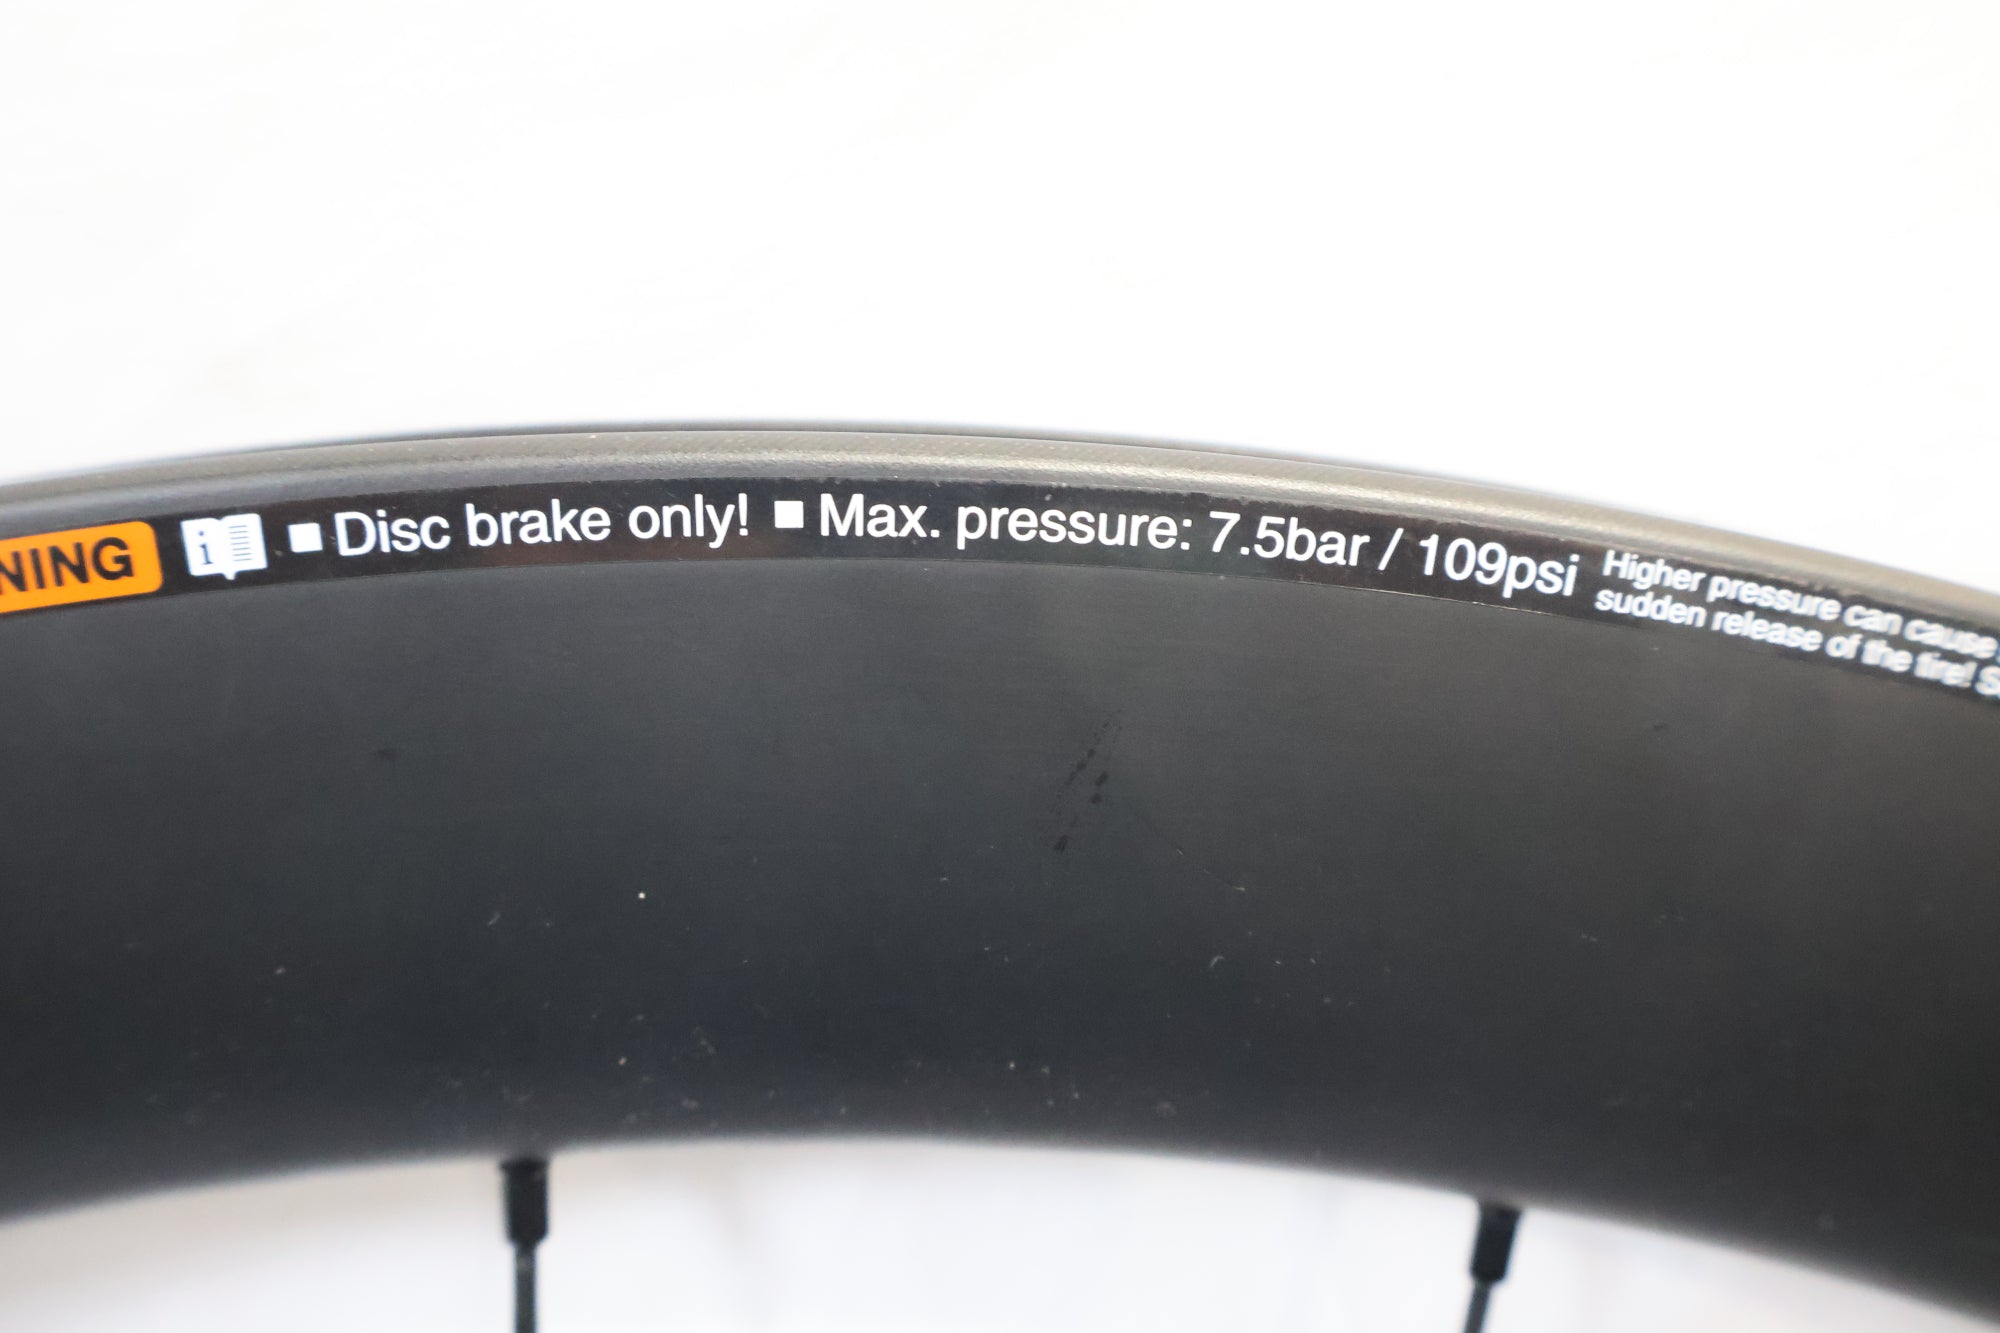 NING i ■ Disc brake only! ■ Max. pressure: 7.5bar / 109psi
Higher pressure can cause
sudden release of the tire!